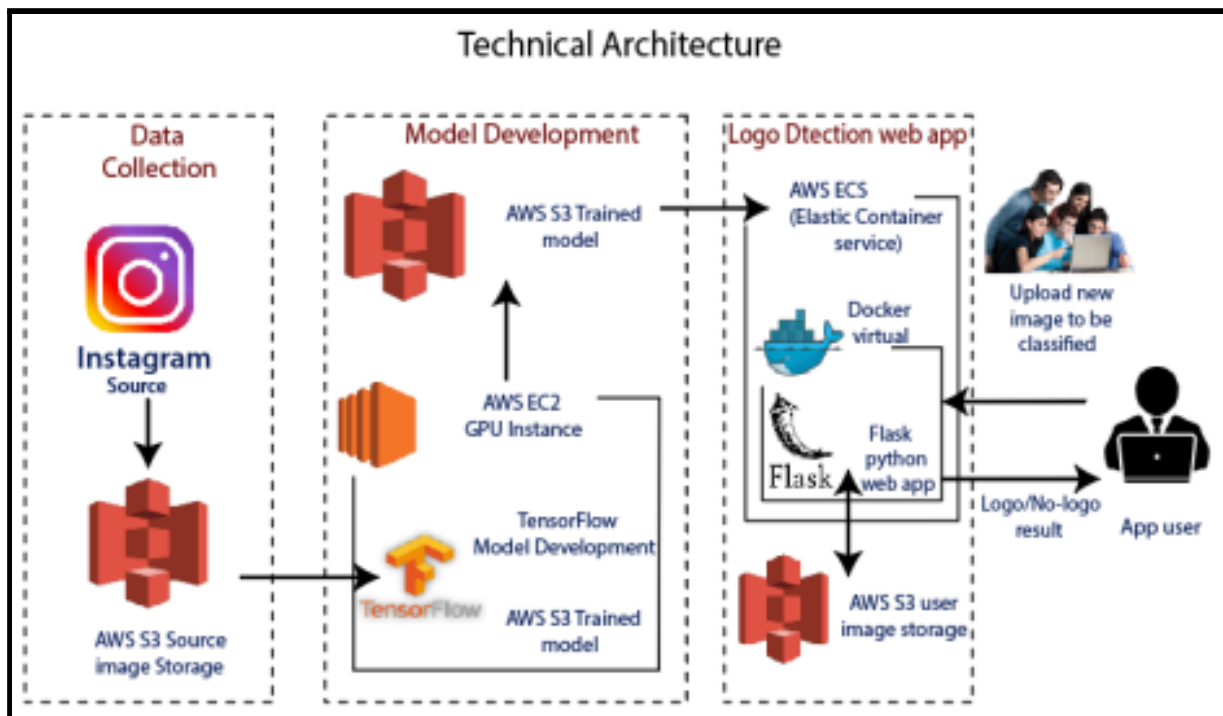 Technical Architecture
Data
Collection
Instagram
Source
AWS S3 Source
image Storage
Model Development
AWS S3 Trained
model
AWS EC2
GPU Instance
TensorFlow
Model Development
TensorFlow
AWS S3 Trained
model
Logo Dtection web app
AWS ECS
(Elastic Container
service)
Docker
virtual
Flask
Flask
python
web app
AWS S3 user
image storage
Upload new
image to be
classified
Logo/No-logo
result
App user